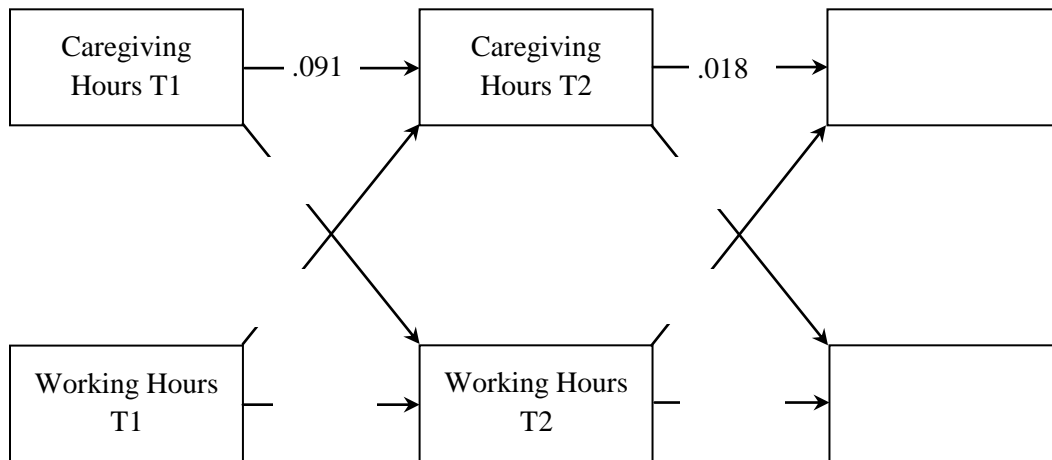 Caregiving
Hours T1
.091
Caregiving
Hours T2
.018
Working Hours
T1
Working Hours
T2